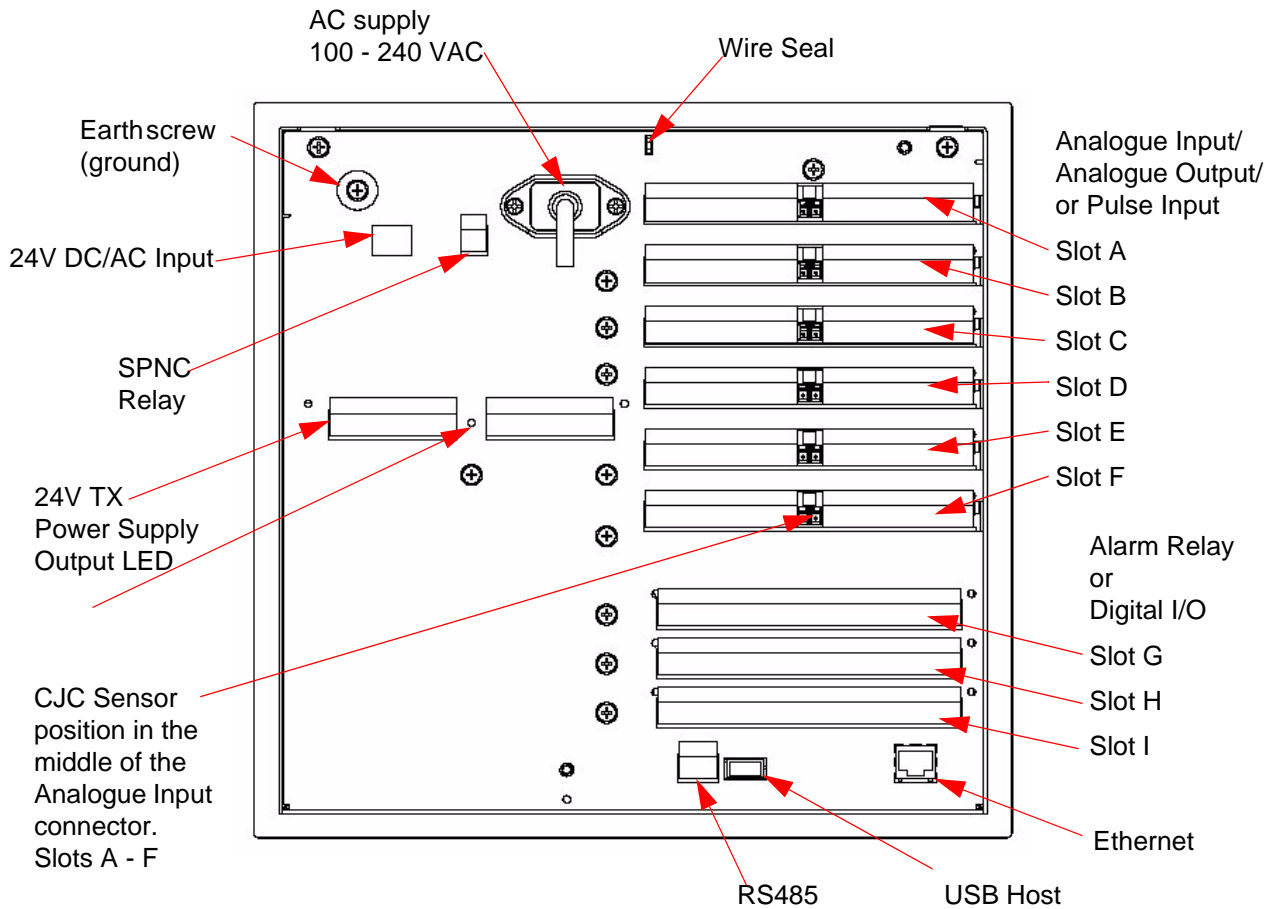 AC supply
100 - 240 VAC
Wire Seal
Earth screw
(ground)
24V DC/AC Input
SPNC
Relay
24V TX
Power Supply
Output LED
CJC Sensor
position in the
middle of the
Analogue Input
connector.
Slots A - F
Analogue Input/
Analogue Output/
or Pulse Input
Slot A
Slot B
Slot C
Slot D
Slot E
Slot F
Alarm Relay
or
Digital I/O
Slot G
Slot H
Slot I
Ethernet
RS485
USB Host